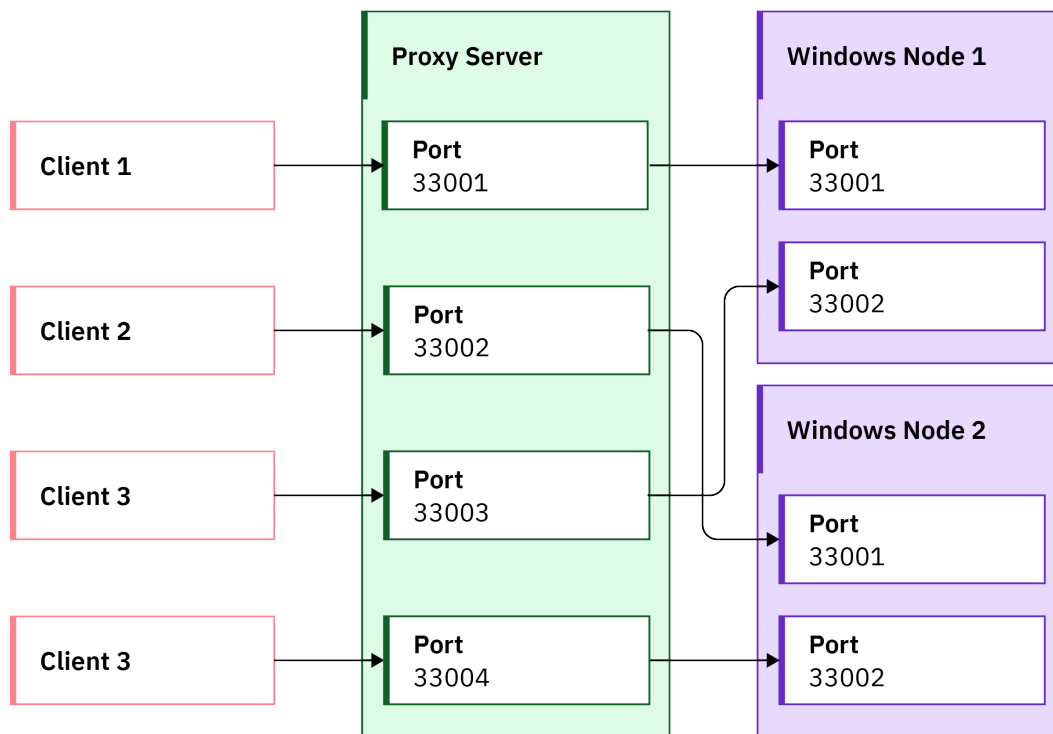 Proxy Server
Windows Node 1
Client 1
Port
33001
Port
33001
Port
33002
Client 2
Port
33002
Windows Node 2
Client 3
Port
33003
Port
33001
Client 3
Port
33004
Port
33002